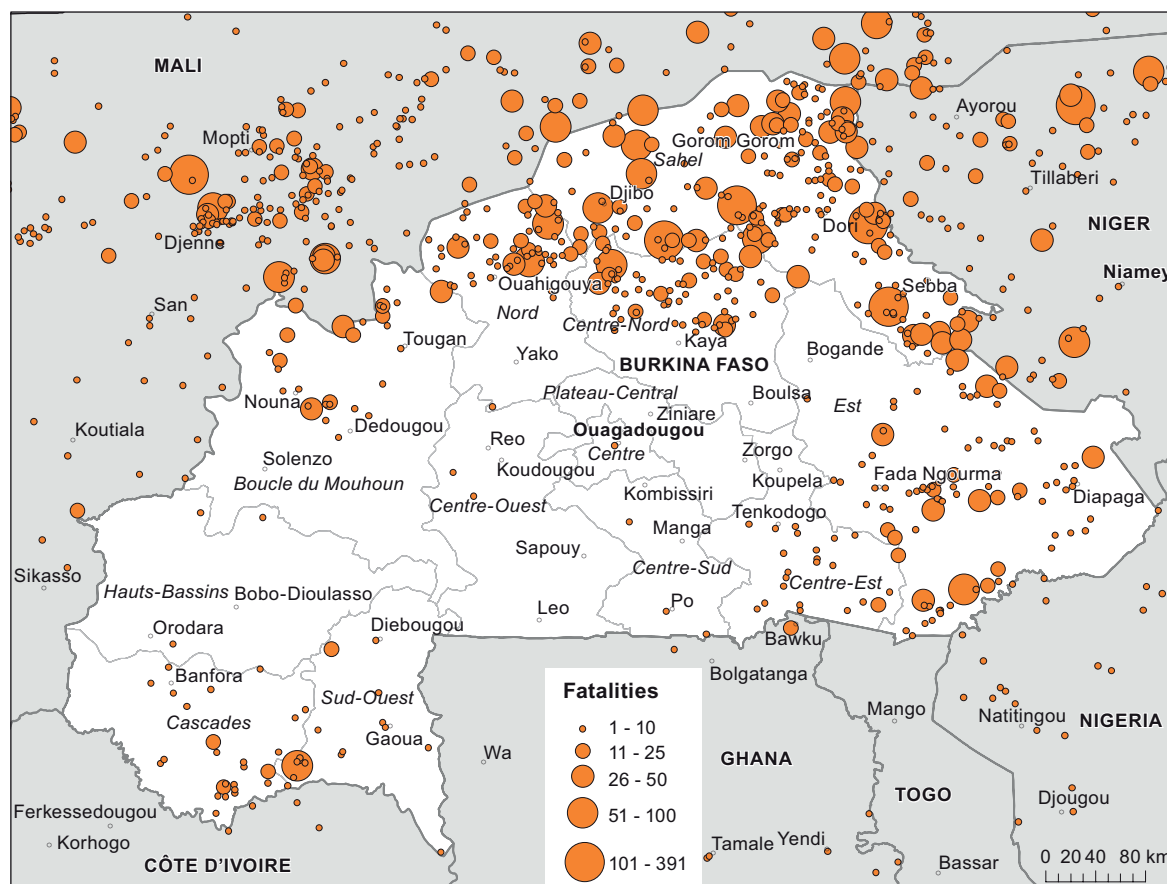 MALI
Ayorou
Mopti
Gorom Gorom
Sahel
Tillaberi
Djibo
NIGER
Djenne
Dori
Niamey
Ouahigouya
Sebba
San
Nord
Centre-Nord
Tougan
Kaya
Yako
BURKINA FASO
Bogande
Plateau-Central
Boulsa
Nouna
Est
Ziniare
Dedougou
Ouagadougou
Koutiala
Reo
Centre
Zorgo
Solenzo
Koudougou
Fada Ngourma
Boucle du Mouhoun
Koupela
Diapaga
Kombissiri
Centre-Ouest
Tenkodogo
Manga
Sapouy
Sikasso
Centre-Sud
Centre-Est
Hauts-Bassins
Bobo-Dioulasso
Leo
Po
Orodara
Diebougou
Bawku
Bolgatanga
Banfora
Fatalities
Sud-Ouest
1 - 10
Cascades
Mango
Natitingou
NIGERIA
Gaoua
11 - 25
Wa
GHANA
26 - 50
TOGO
51 - 100
Djougou
Ferkessedougou
Korhogo
Tamale
Yendi
101 - 391
CÔTE D'IVOIRE
Bassar
0 20 40 80 km